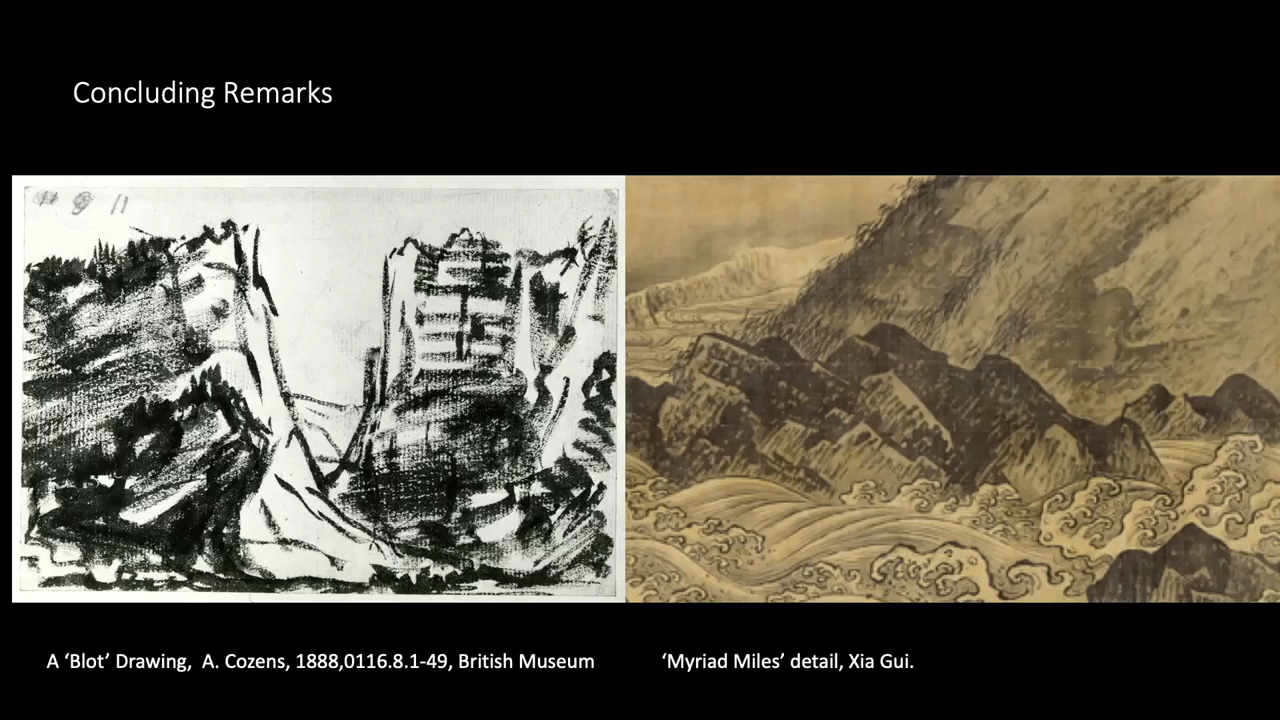 Concluding Remarks
A ‘Blot’ Drawing,  A. Cozens, 1888,0116.8.1-49, British Museum
‘Myriad Miles’ detail, Xia Gui.